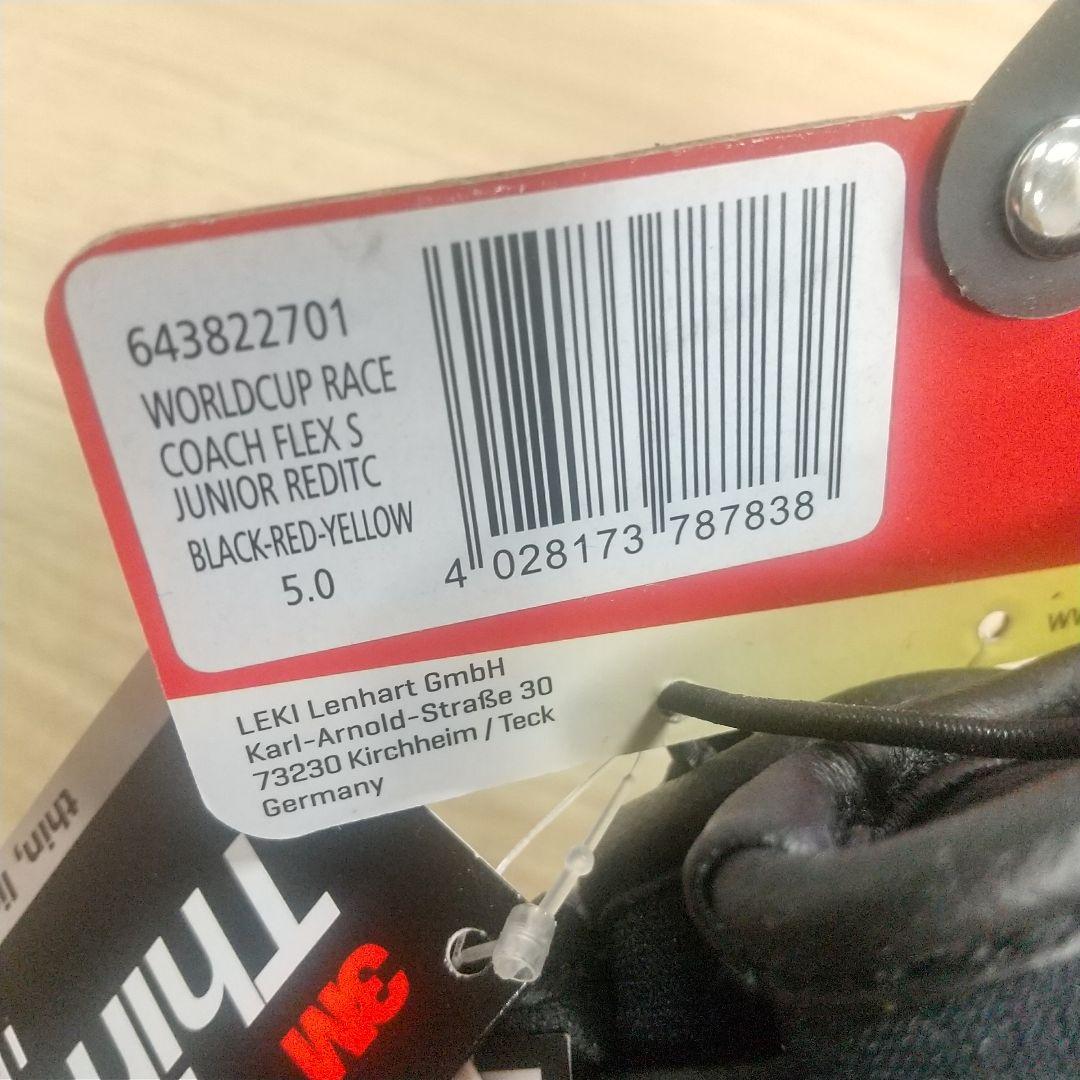 643822701
WORLDCUP RACE
COACH FLEX S
JUNIOR REDITC
BLACK-RED-YELLOW
5.0
4 028173 787838
LEKI Lenhart GmbH
Karl-Arnold-Straße 30
73230 Kirchheim / Teck
Germany
thin,
Thin
3M